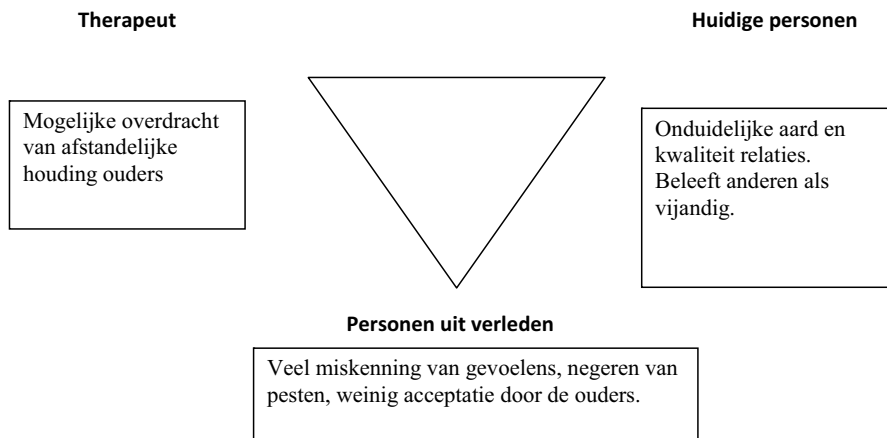 Therapeut
Huidige personen
Mogelijke overdracht
van afstandelijke
houding ouders
Onduidelijke aard en
kwaliteit relaties.
Beleeft anderen als
vijandig.
Personen uit verleden
Veel miskenning van gevoelens, negeren van
pesten, weinig acceptatie door de ouders.